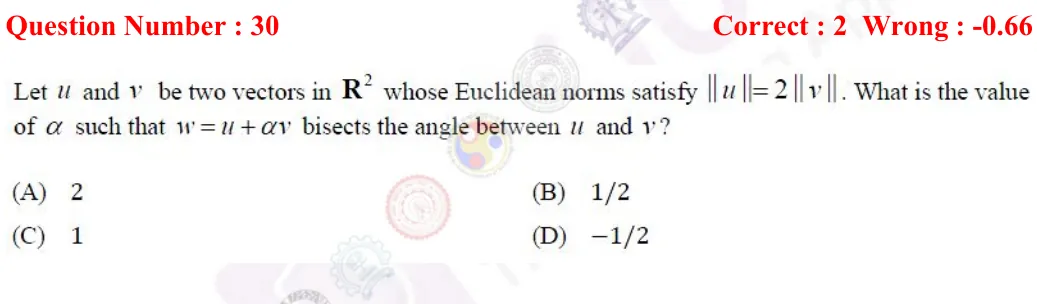 Question Number : 30 Correct : 2 Wrong : -0.66
Let u and v be two vectors in R² whose Euclidean norms satisfy ‖u‖= 2‖v‖. What is the value
of α such that w = u + αv bisects the angle between u and v?
(A) 2 (B) 1/2
(C) 1 (D) −1/2